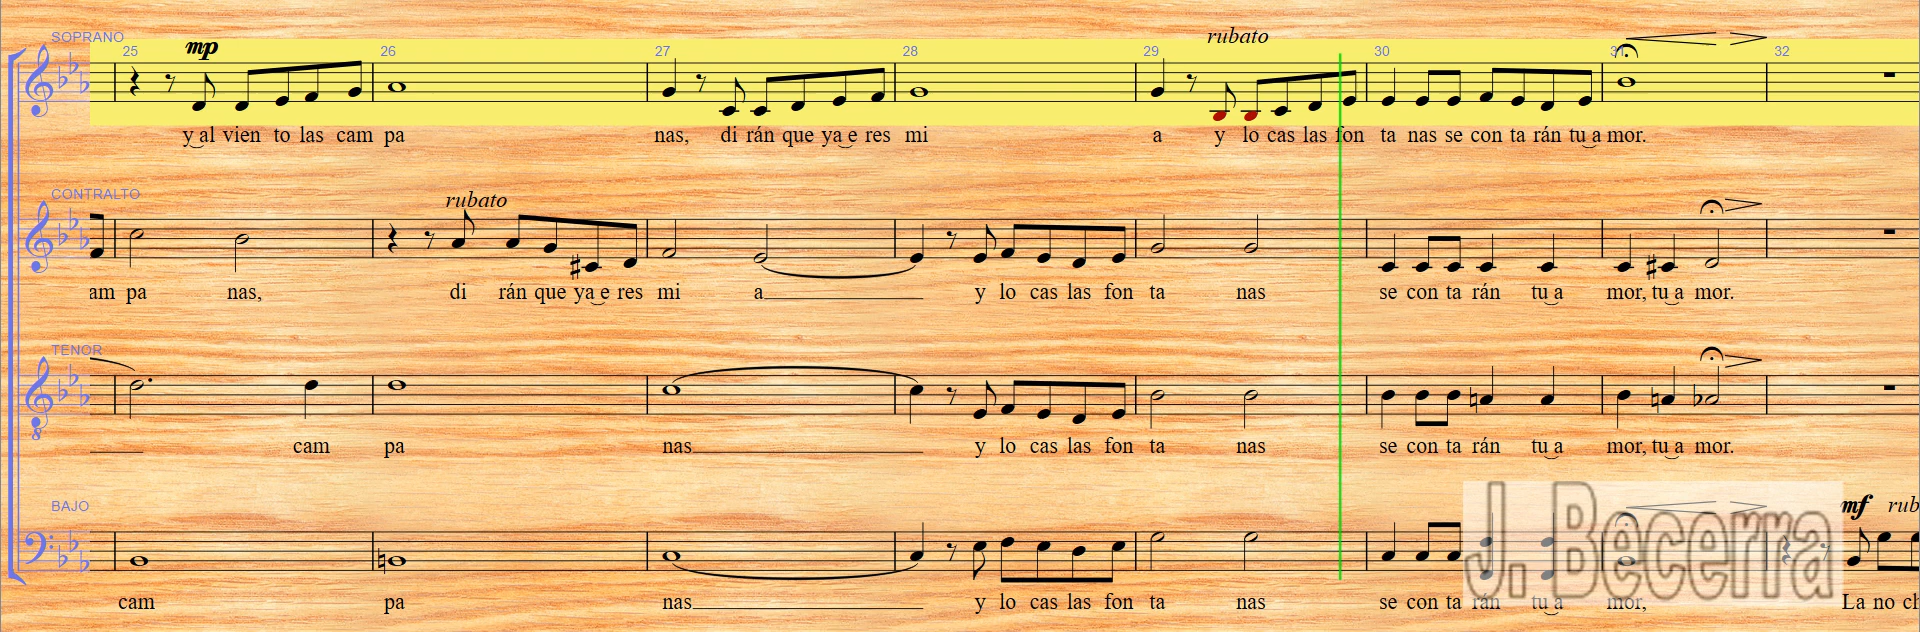 rubato
SOPRANO
25 mp 26 27 28 29 30 31 32
y al vien to las cam pa nas, di rán que ya e res mi a y lo cas las fon ta nas se con ta rán tu a mor.
CONTRALTO
rubato
am pa nas, di rán que ya e res mi a y lo cas las fon ta nas se con ta rán tu a mor, tu a mor.
TENOR
8
cam pa nas y lo cas las fon ta nas se con ta rán tu a mor, tu a mor.
BAJO
mf rub
J. Becerra
cam pa nas y lo cas las fon ta nas se con ta rán tu a mor, La no ch